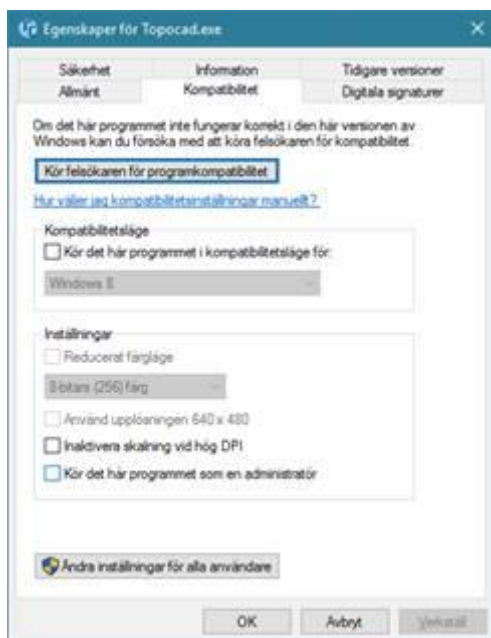 Egenskaper för Topocad.exe
Säkerhet Information Tidigare versioner
Allmänt Kompatibilitet Digitala signaturer
Om det här programmet inte fungerar korrekt i den här versionen av
Windows kan du försöka med att köra felsökaren för kompatibilitet.
Kör felsökaren för programkompatibilitet
Hur väljer jag kompatibilitetsinställningar manuellt?
Kompatibilitetsläge
Kör det här programmet i kompatibilitetsläge för:
Windows 8
Inställningar
Reducerat färgläge
8-bitars (256) färg
Använd upplösningen 640 x 480
Inaktivera skalning vid hög DPI
Kör det här programmet som en administratör
Ändra inställningar för alla användare
OK Avbryt Verkställ